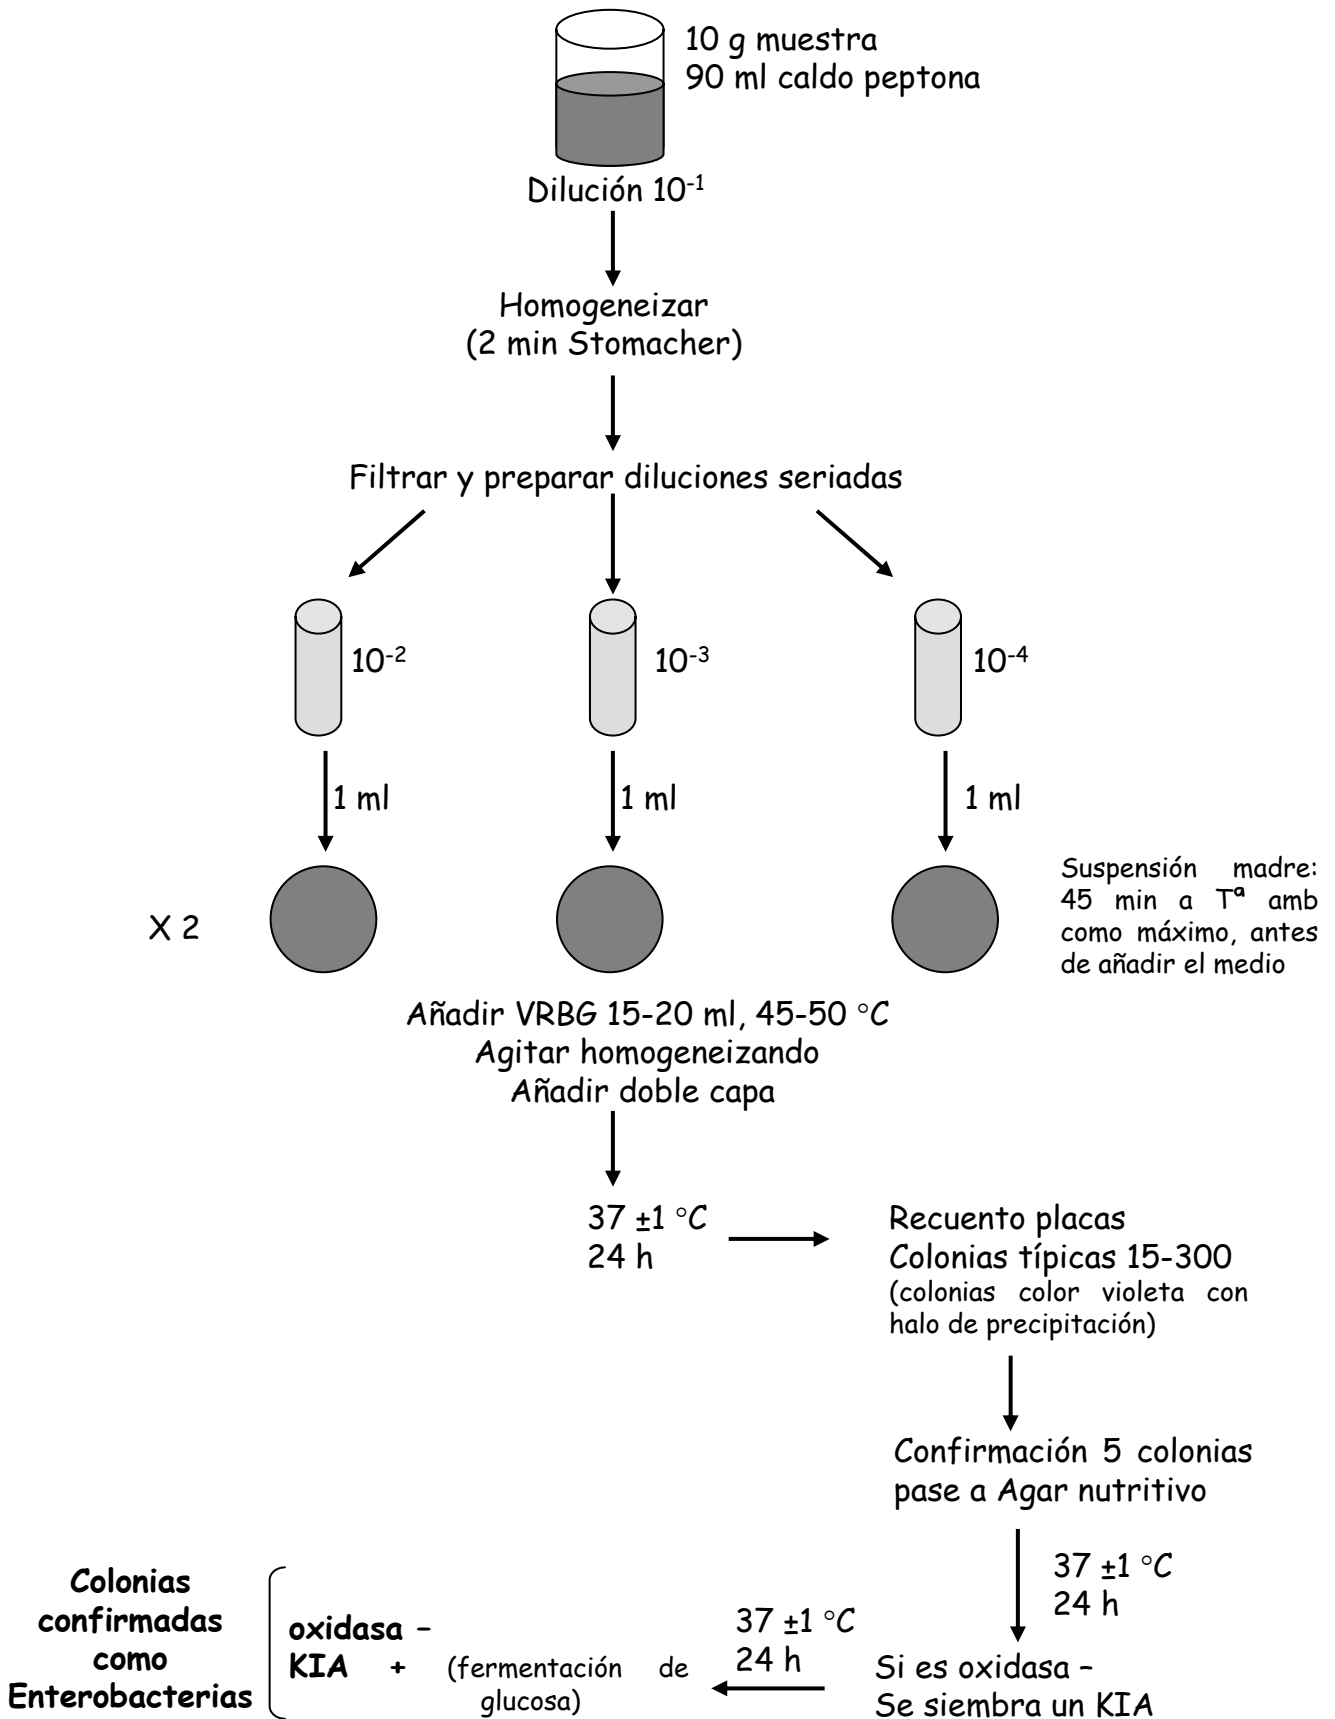 10 g muestra
90 ml caldo peptona
Dilución 10⁻¹
Homogeneizar
(2 min Stomacher)
Filtrar y preparar diluciones seriadas
10⁻²
10⁻³
10⁻⁴
1 ml
1 ml
1 ml
X 2
Suspensión madre:
45 min a Tª amb
como máximo, antes
de añadir el medio
Añadir VRBG 15-20 ml, 45-50 °C
Agitar homogeneizando
Añadir doble capa
37 ±1 °C
24 h
Recuento placas
Colonias típicas 15-300
(colonias color violeta con
halo de precipitación)
Confirmación 5 colonias
pase a Agar nutritivo
37 ±1 °C
24 h
Si es oxidasa –
Se siembra un KIA
37 ±1 °C
24 h
oxidasa –
KIA + (fermentación de
glucosa)
Colonias
confirmadas
como
Enterobacterias